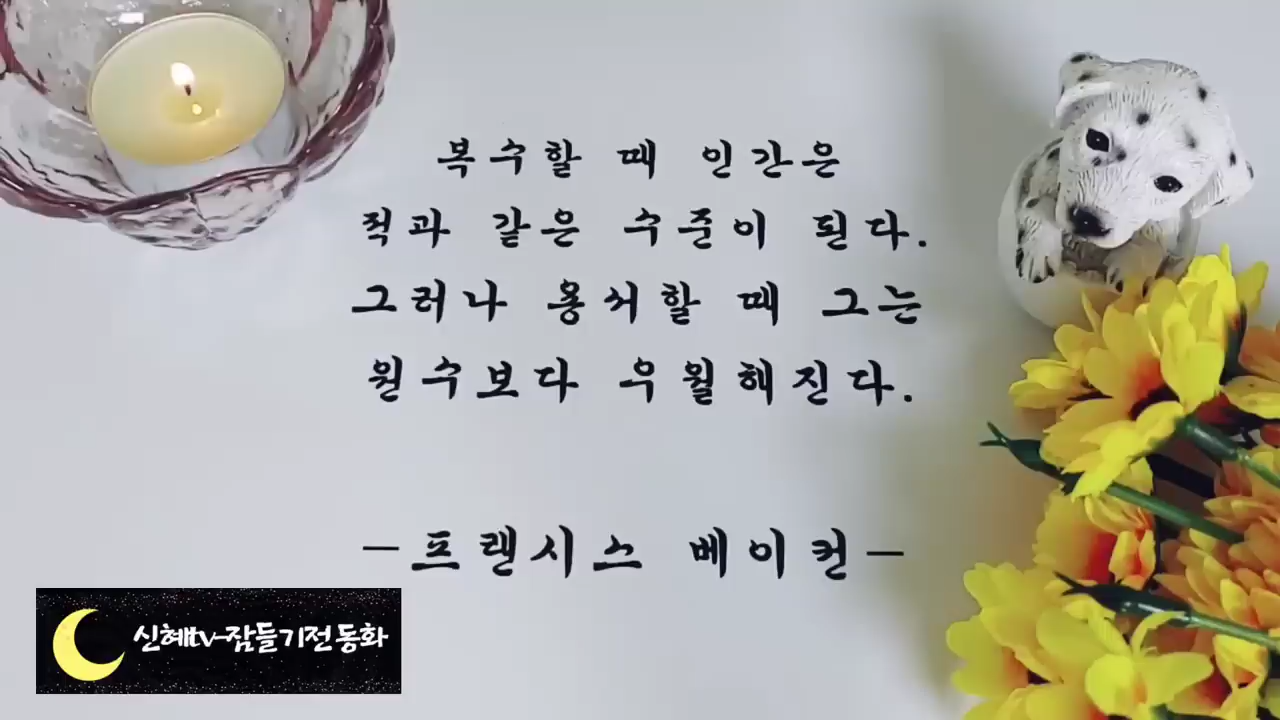 복수할 때 인간은
적과 같은 수준이 된다.
그러나 용서할 때 그는
원수보다 우월해진다.
-프랜시스 베이컨-
신혜tv-잠들기전 동화